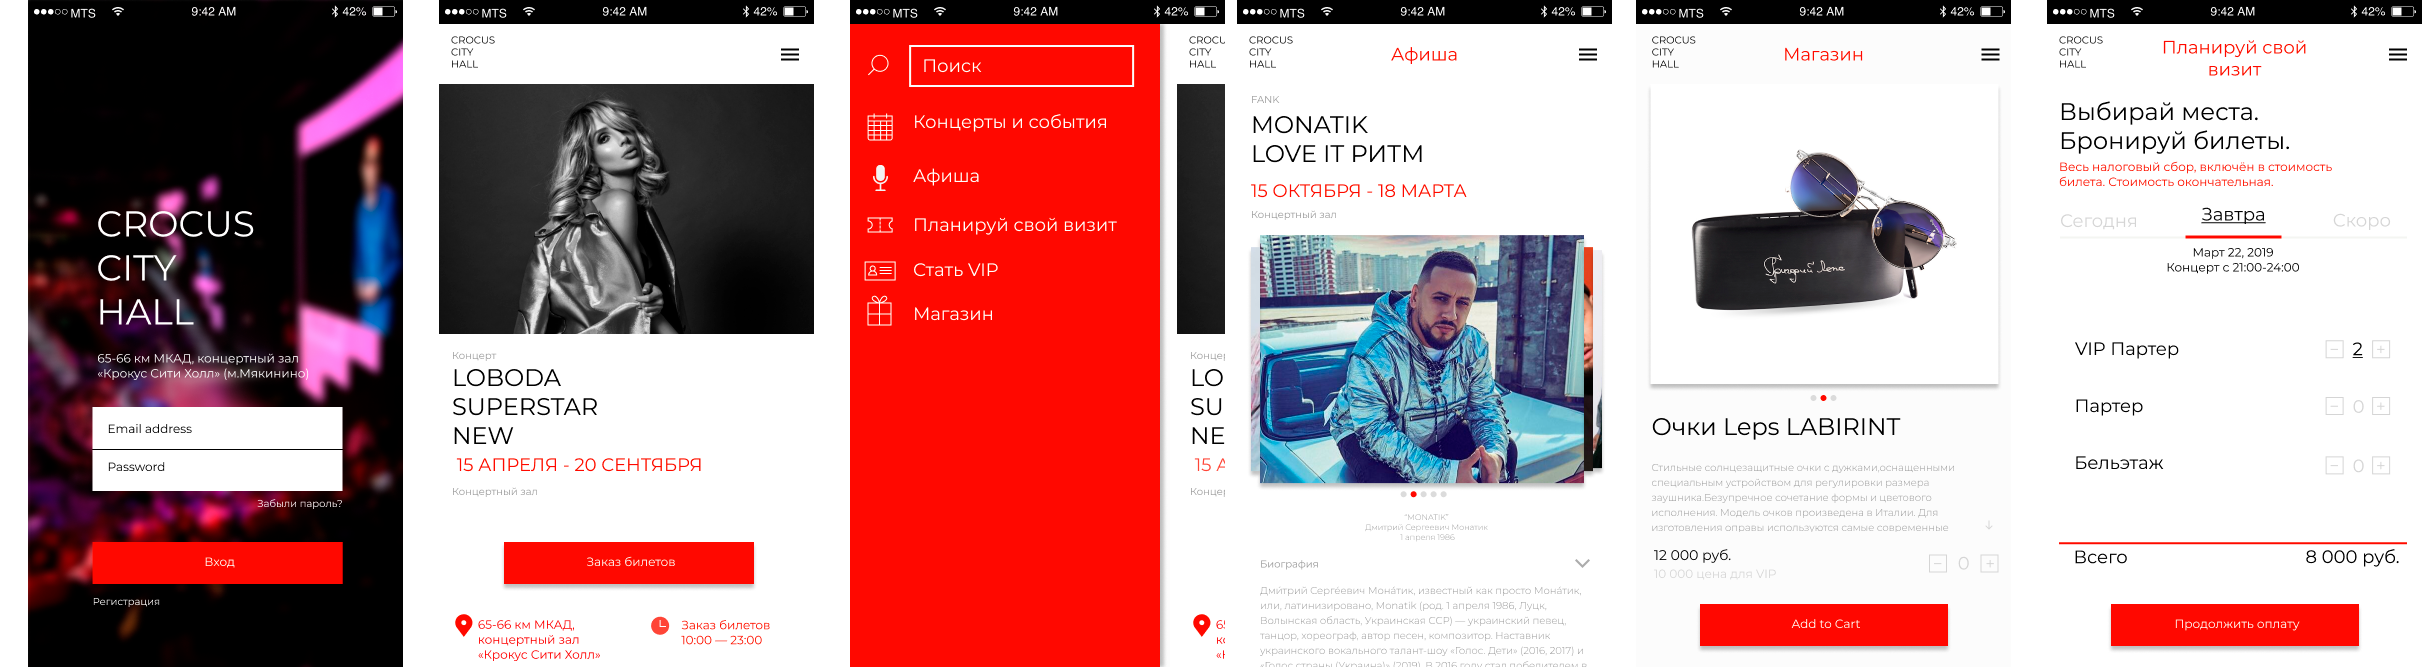 MTS 9:42 AM 42%
CROCUS
CITY
HALL
65-66 км МКАД, концертный зал
«Крокус Сити Холл» (м.Мякинино)
Email address
Password
Забыли пароль?
Вход
Регистрация
MTS 9:42 AM 42%
CROCUS
CITY
HALL
Концерт
LOBODA
SUPERSTAR
NEW
15 АПРЕЛЯ - 20 СЕНТЯБРЯ
Концертный зал
Заказ билетов
65-66 км МКАД,
концертный зал
«Крокус Сити Холл»
Заказ билетов
10:00 — 23:00
MTS 9:42 AM 42%
Поиск
Концерты и события
Афиша
Планируй свой визит
Стать VIP
Магазин
CROCUS
CITY
HALL
Концер
LO
SU
NE
15 А
Концер
65
ко
«К
MTS 9:42 AM 42%
CROCUS
CITY
HALL
Афиша
FANK
MONATIK
LOVE IT РИТМ
15 ОКТЯБРЯ - 18 МАРТА
Концертный зал
"MONATIK"
Дмитрий Сергеевич Монатик
1 апреля 1986
Биография
Дми́трий Серге́евич Мона́тик, известный как просто Мона́тик,
или, латинизировано, Monatik (род. 1 апреля 1986, Луцк,
Волынская область, Украинская ССР) — украинский певец,
танцор, хореограф, автор песен, композитор. Наставник
украинского вокального талант-шоу «Голос. Дети» (2016, 2017) и
«Голос страны (Украина)» (2019). В 2016 году стал победителем в
MTS 9:42 AM 42%
CROCUS
CITY
HALL
Магазин
Григорий Лепс
Очки Leps LABIRINT
Стильные солнцезащитные очки с дужками,оснащенными
специальным устройством для регулировки размера
заушника.Безупречное сочетание формы и цветового
исполнения. Модель очков произведена в Италии. Для
изготовления оправы используются самые современные
12 000 руб.
10 000 цена для VIP
0
Add to Cart
MTS 9:42 AM 42%
CROCUS
CITY
HALL
Планируй свой
визит
Выбирай места.
Бронируй билеты.
Весь налоговый сбор, включён в стоимость
билета. Стоимость окончательная.
Сегодня Завтра Скоро
Март 22, 2019
Концерт с 21:00-24:00
VIP Партер 2
Партер 0
Бельэтаж 0
Всего 8 000 руб.
Продолжить оплату